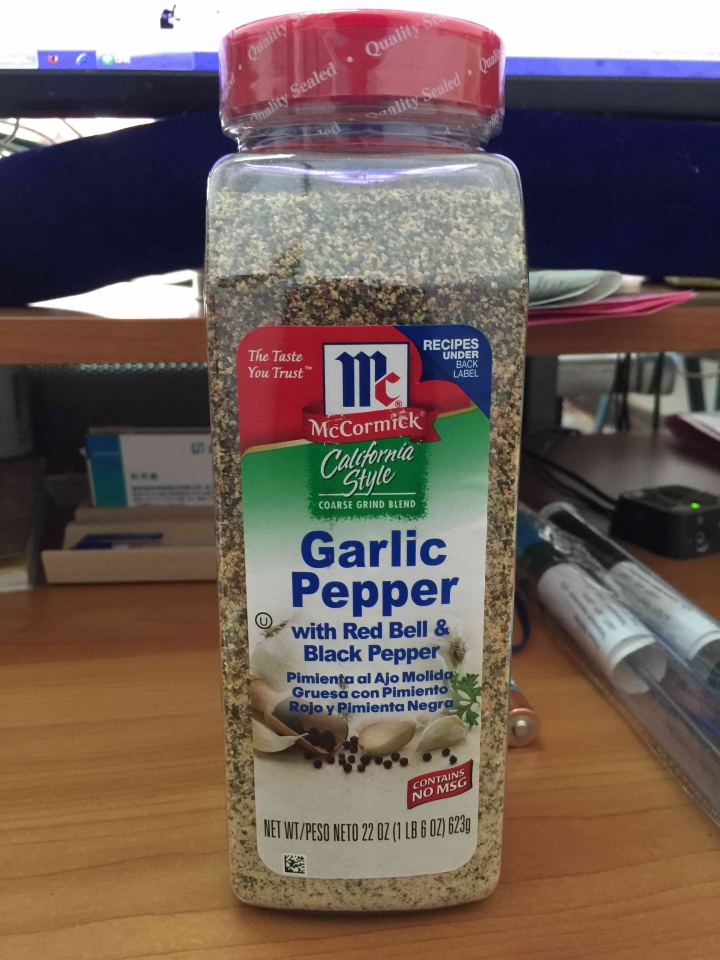 Quality Sealed
Quality Sealed
Quality Sealed
The Taste
You Trust™
Mc
®
McCormick®
RECIPES
UNDER
BACK
LABEL
California
Style
COARSE GRIND BLEND
Garlic
Pepper
U
with Red Bell &
Black Pepper
Pimienta al Ajo Molida
Gruesa con Pimiento
Rojo y Pimienta Negra
CONTAINS
NO MSG
NET WT/PESO NETO 22 OZ (1 LB 6 OZ) 623g